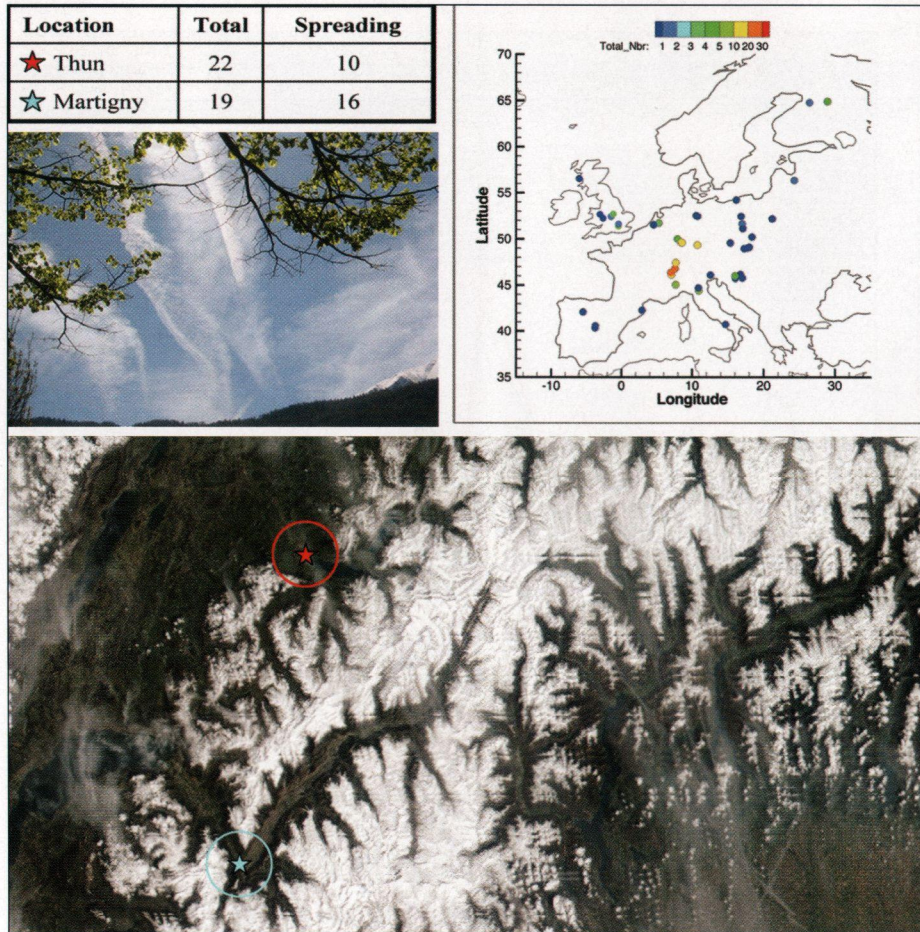 Location Total Spreading
Thun 22 10
Martigny 19 16
Total_Nbr: 1 2 3 4 5 10 20 30
70
65
60
55
50
45
40
35
Latitude
-10 0 10 20 30
Longitude